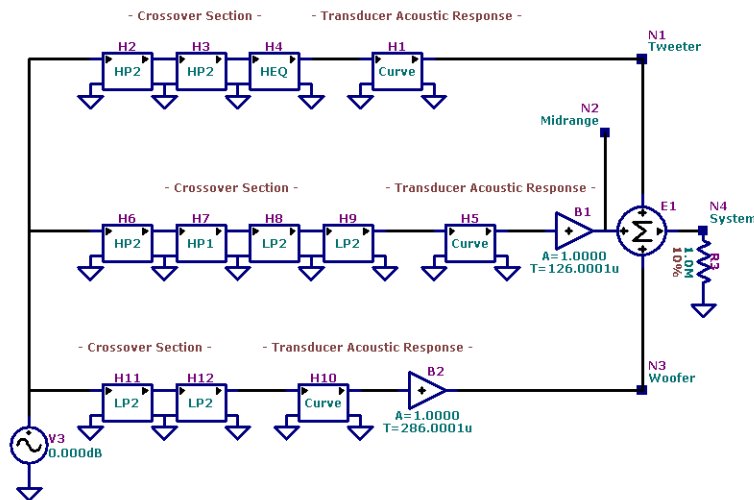 - Crossover Section -
- Transducer Acoustic Response -
N1
Tweeter
H2
H3
H4
H1
HP2
HP2
HEQ
Curve
N2
Midrange
- Crossover Section -
- Transducer Acoustic Response -
H6
H7
H8
H9
H5
B1
E1
N4
System
HP2
HP1
LP2
LP2
Curve
A=1.0000
T=126.0001u
R3
1.0M
10%
- Crossover Section -
- Transducer Acoustic Response -
H11
H12
H10
B2
N3
Woofer
LP2
LP2
Curve
A=1.0000
T=286.0001u
V3
0.000dB